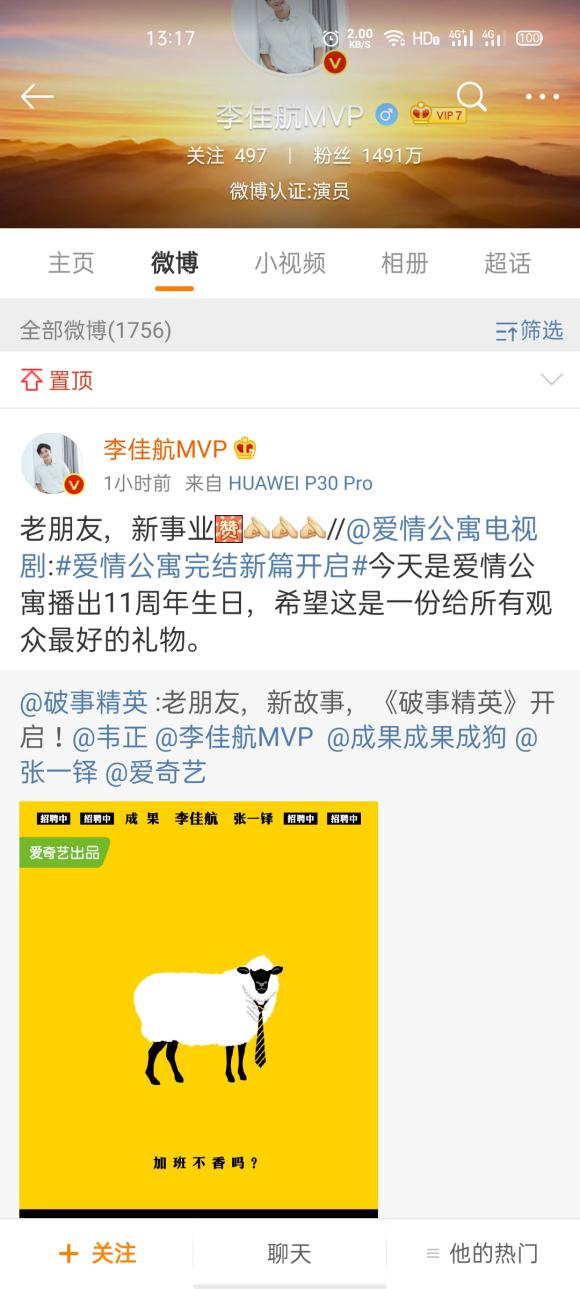 13:17 2.00 KB/S HD 4G+ 4G 100
李佳航MVP VIP 7
关注 497 | 粉丝 1491万
微博认证:演员
主页 微博 小视频 相册 超话
全部微博(1756) 筛选
置顶
李佳航MVP
1小时前 来自 HUAWEI P30 Pro
老朋友，新事业赞//@爱情公寓电视
剧:#爱情公寓完结新篇开启#今天是爱情公
寓播出11周年生日，希望这是一份给所有观
众最好的礼物。
@破事精英 :老朋友，新故事，《破事精英》开
启！@韦正 @李佳航MVP @成果成果成狗 @
张一铎 @爱奇艺
招聘中 招聘中 成果 李佳航 张一铎 招聘中 招聘中
爱奇艺出品
加班不香吗？
+ 关注 聊天 ≡ 他的热门